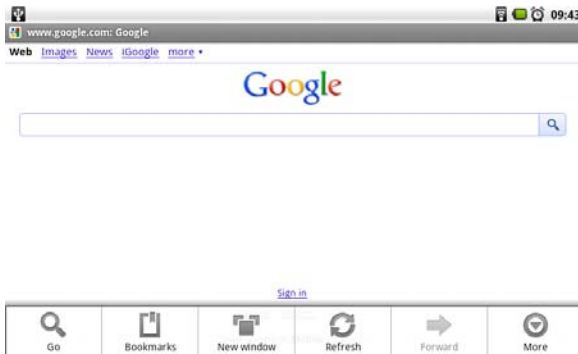 09:43
www.google.com: Google
Web Images News iGoogle more
Google
Sign in
Go Bookmarks New window Refresh Forward More